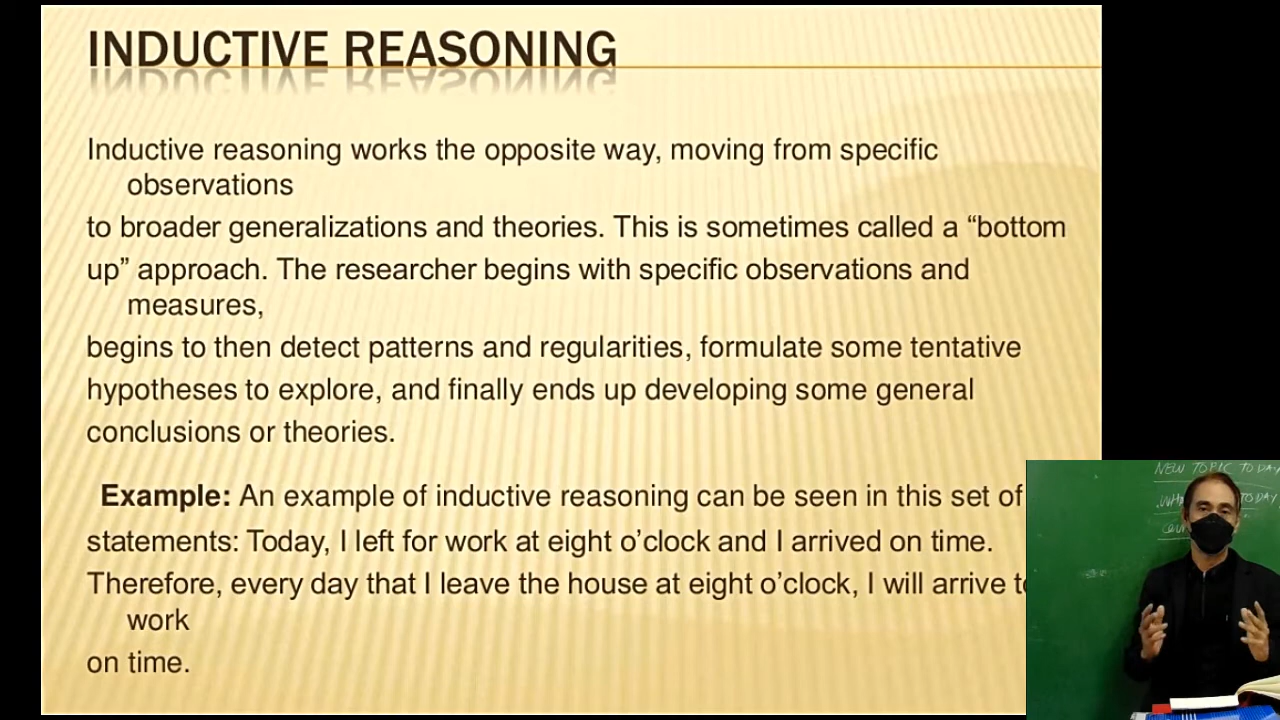 INDUCTIVE REASONING
Inductive reasoning works the opposite way, moving from specific
observations
to broader generalizations and theories. This is sometimes called a “bottom
up” approach. The researcher begins with specific observations and
measures,
begins to then detect patterns and regularities, formulate some tentative
hypotheses to explore, and finally ends up developing some general
conclusions or theories.
Example: An example of inductive reasoning can be seen in this set of
statements: Today, I left for work at eight o’clock and I arrived on time.
Therefore, every day that I leave the house at eight o’clock, I will arrive to
work
on time.
NEW TOPIC TODAY
TODAY